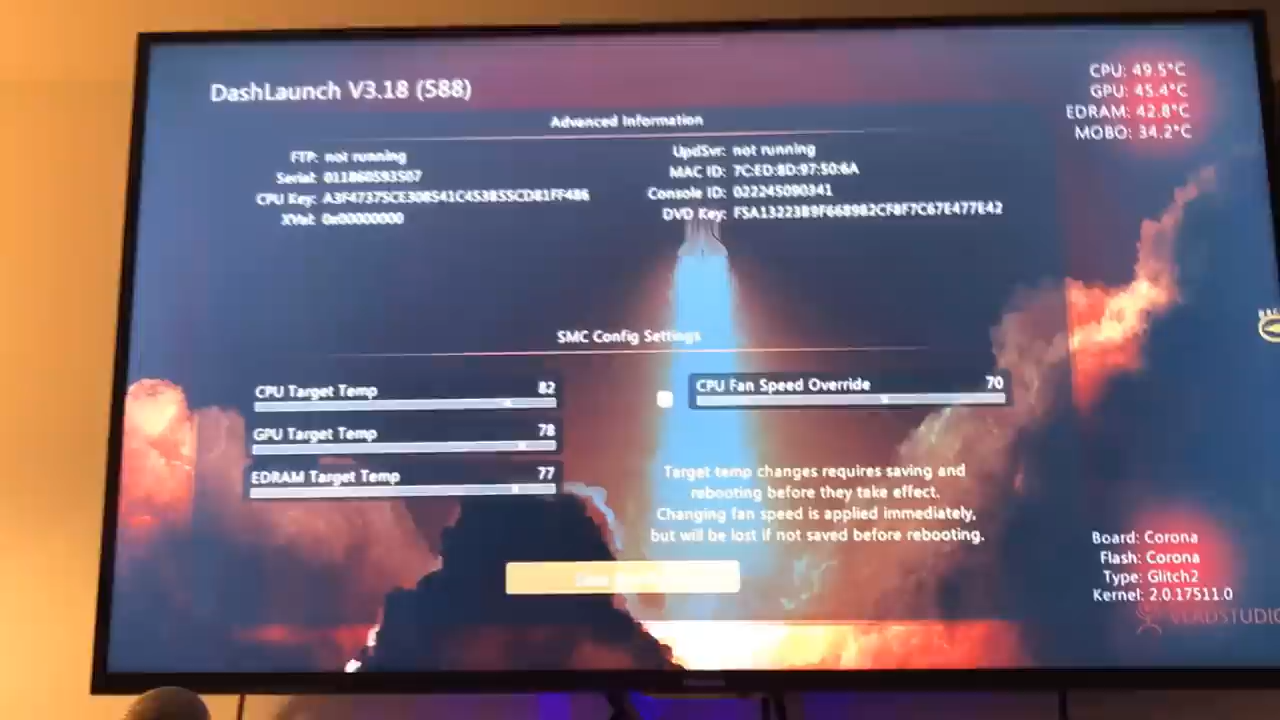 DashLaunch V3.18 (588)
CPU: 49.5°C
GPU: 45.4°C
EDRAM: 42.8°C
MOBO: 34.2°C
Advanced Information
FTP: not running
Serial: 011860593507
CPU Key:
XVal: 0x00000000
UpdSvr: not running
MAC ID: 7C:ED:8D:97:50:6A
Console ID: 022245090341
DVD Key:
SMC Config Settings
CPU Target Temp 82
GPU Target Temp 78
EDRAM Target Temp 77
CPU Fan Speed Override 70
Target temp changes requires saving and
rebooting before they take effect.
Changing fan speed is applied immediately,
but will be lost if not saved before rebooting.
Board: Corona
Flash: Corona
Type: Glitch2
Kernel: 2.0.17511.0
VLADSTUDIO